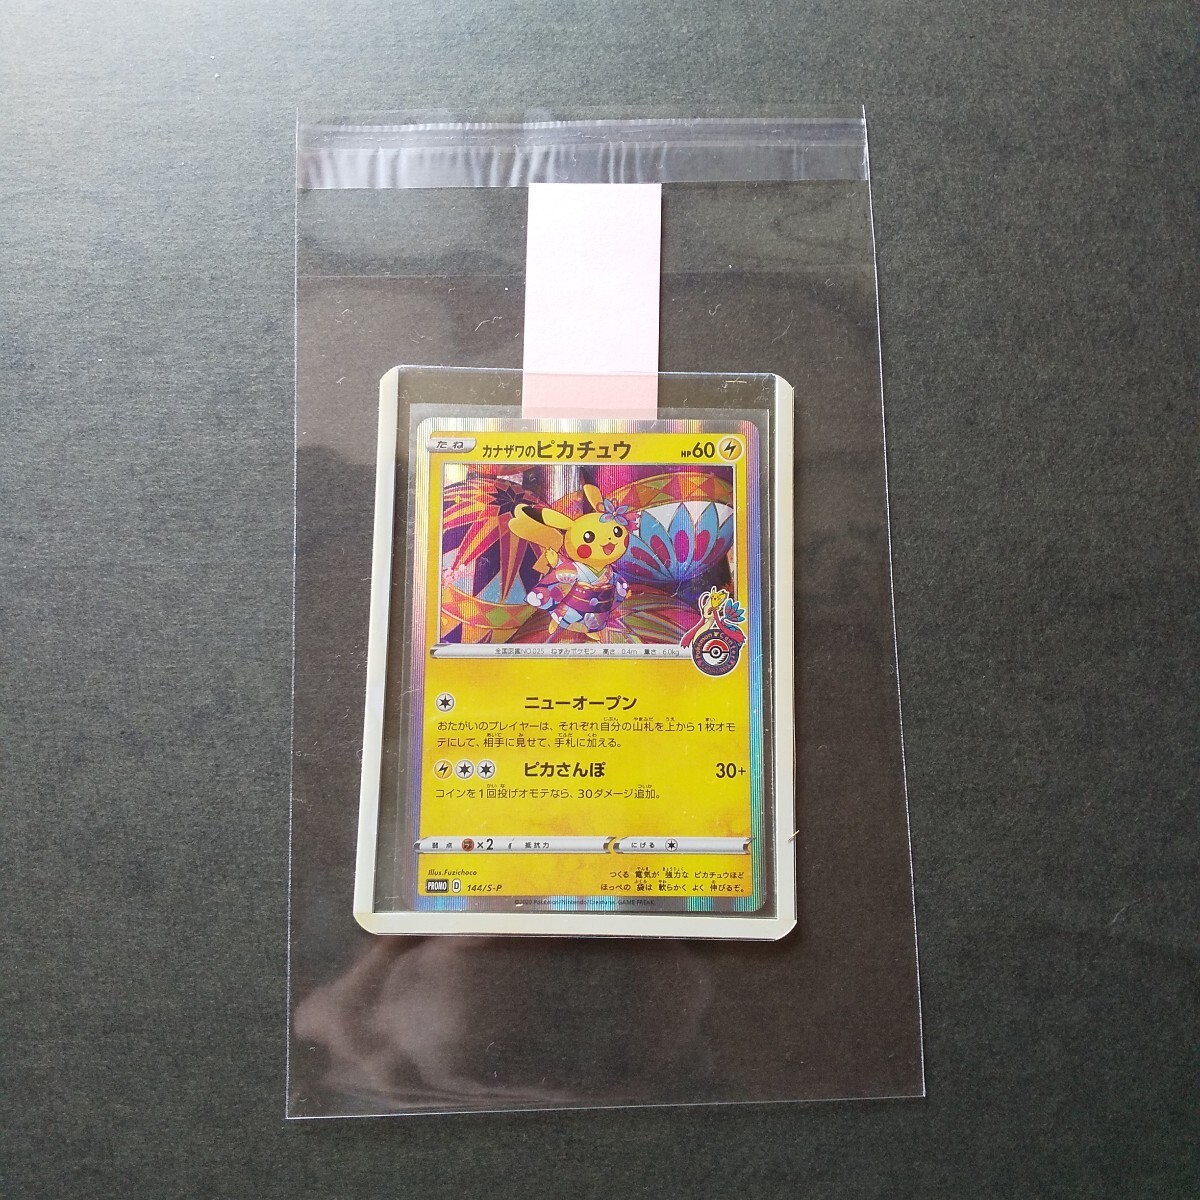 たね カナザワのピカチュウ HP60
Pokémon Center
全国図鑑NO.025 ねずみポケモン 高さ:0.4m 重さ:6.0kg
ニューオープン
おたがいのプレイヤーは、それぞれ自分の山札を上から1枚オモ
テにして、相手に見せて、手札に加える。
ピカさんぽ 30+
コインを1回投げオモテなら、30ダメージ追加。
弱点 ×2 抵抗力 にげる
Illus.Fuzichoco
つくる 電気が 強力な ピカチュウほど
PROMO D 144/S-P
ほっぺの 袋は 軟らかく よく 伸びるぞ。
©2020 Pokémon/Nintendo/Creatures/GAME FREAK